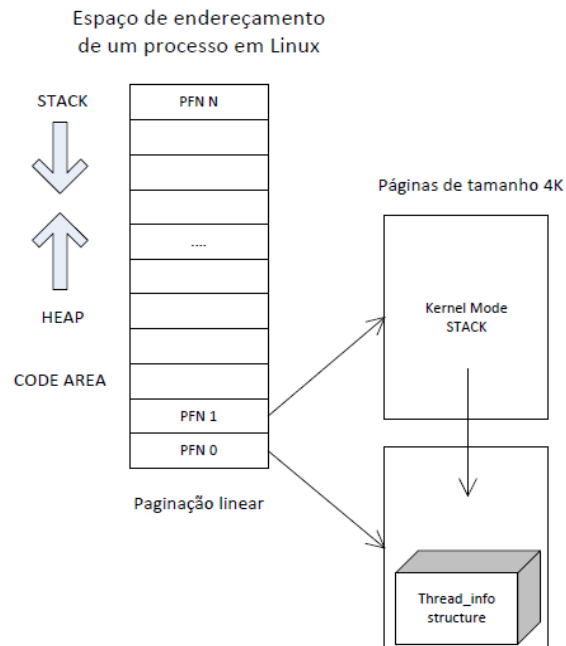 Espaço de endereçamento
de um processo em Linux
STACK
PFN N
Páginas de tamanho 4K
....
Kernel Mode
STACK
HEAP
CODE AREA
PFN 1
PFN 0
Paginação linear
Thread_info
structure